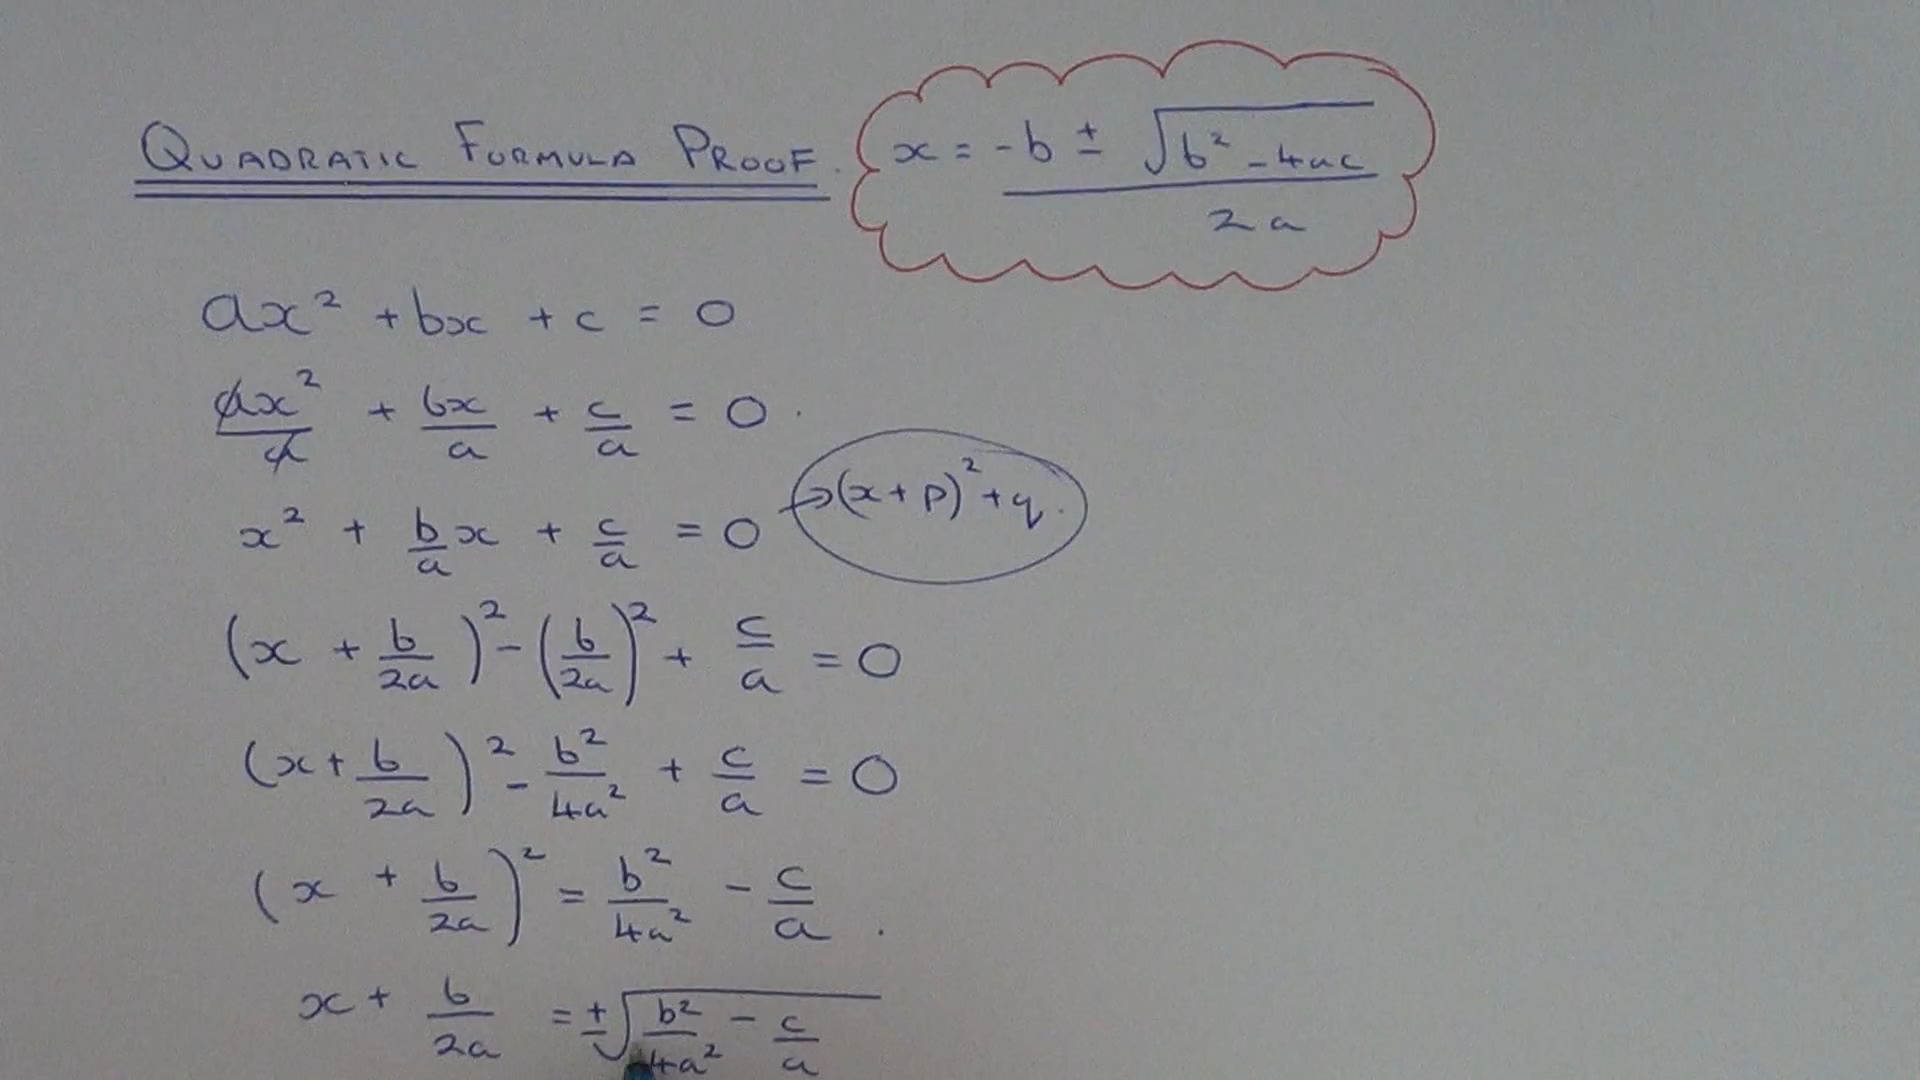 QUADRATIC FORMULA PROOF.
x = -b ± √(b² - 4ac) / 2a
ax² + bx + c = 0
ax²/a + bx/a + c/a = 0.
x² + b/a x + c/a = 0 → (x + p)² + q.
(x + b/2a)² - (b/2a)² + c/a = 0
(x + b/2a)² - b²/4a² + c/a = 0
(x + b/2a)² = b²/4a² - c/a.
x + b/2a = ±√(b²/4a² - c/a)